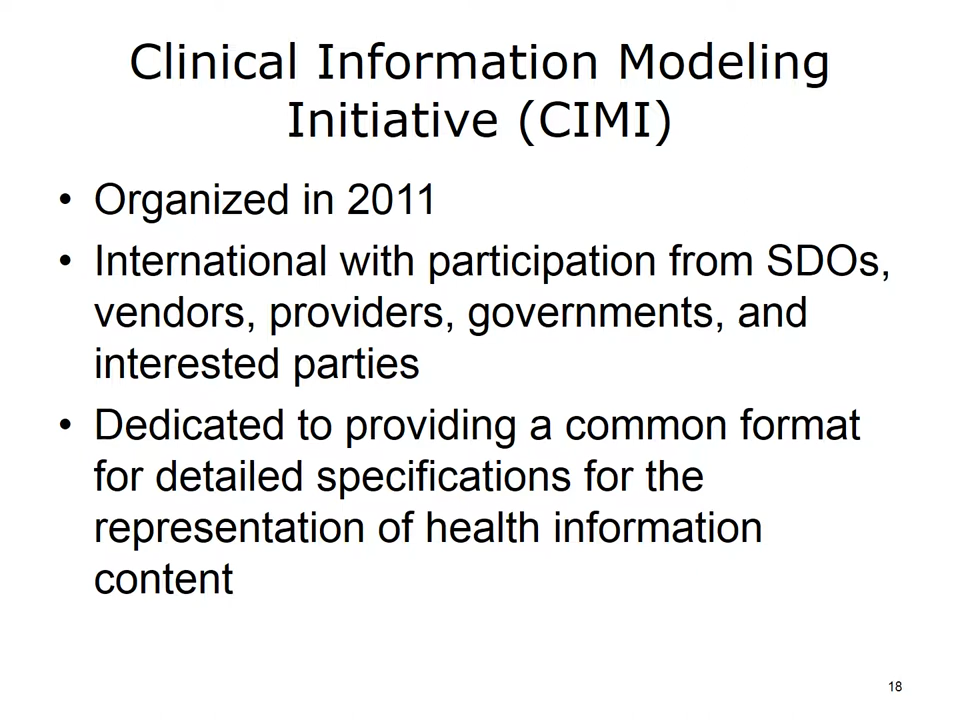 Clinical Information Modeling
Initiative (CIMI)
• Organized in 2011
• International with participation from SDOs,
vendors, providers, governments, and
interested parties
• Dedicated to providing a common format
for detailed specifications for the
representation of health information
content
18